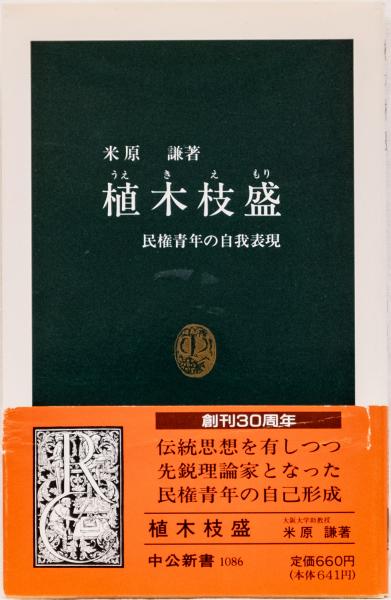 米原 謙著
うえ き え もり
植木枝盛
民権青年の自我表現
創刊30周年
伝統思想を有しつつ
先鋭理論家となった
民権青年の自己形成
植木枝盛 大阪大学助教授 米原 謙著
中公新書 1086 定価660円
(本体641円)